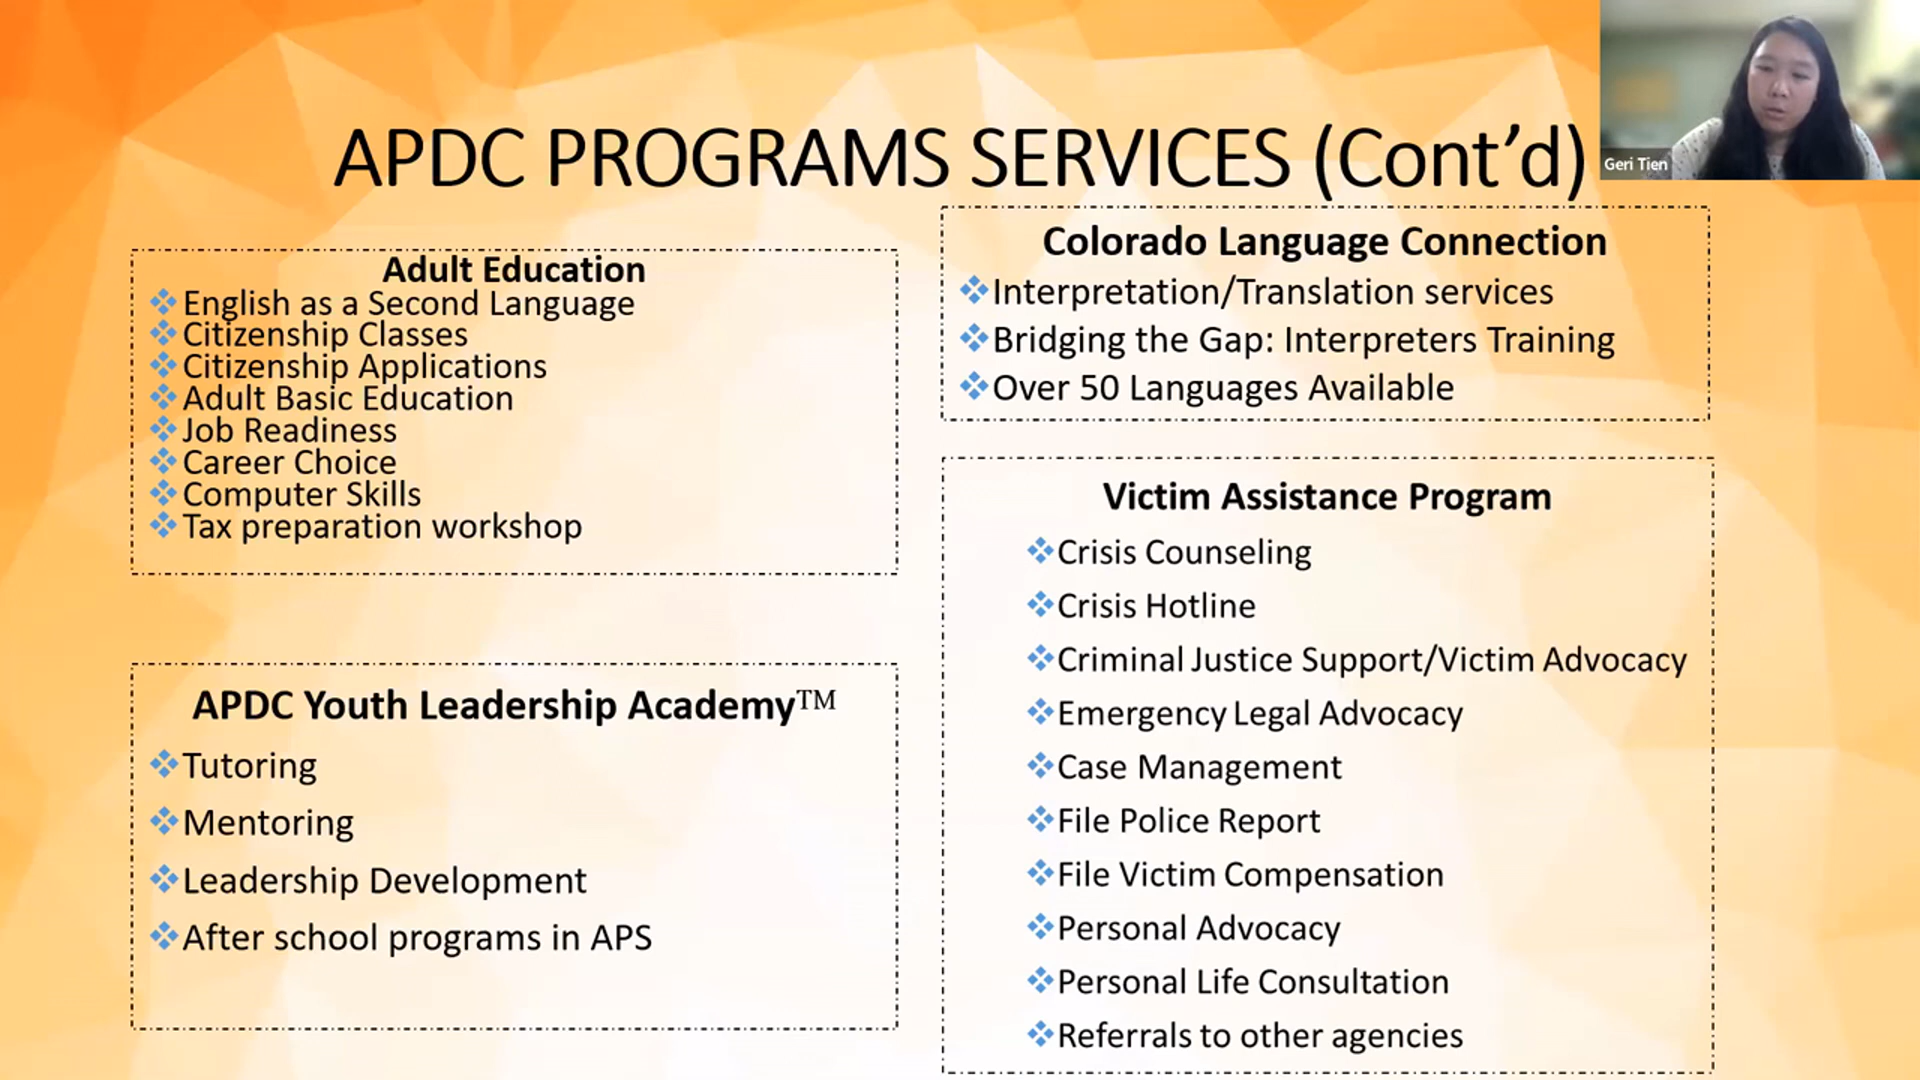 APDC PROGRAMS SERVICES (Cont’d)
Geri Tien
Adult Education
English as a Second Language
Citizenship Classes
Citizenship Applications
Adult Basic Education
Job Readiness
Career Choice
Computer Skills
Tax preparation workshop
APDC Youth Leadership Academy™
Tutoring
Mentoring
Leadership Development
After school programs in APS
Colorado Language Connection
Interpretation/Translation services
Bridging the Gap: Interpreters Training
Over 50 Languages Available
Victim Assistance Program
Crisis Counseling
Crisis Hotline
Criminal Justice Support/Victim Advocacy
Emergency Legal Advocacy
Case Management
File Police Report
File Victim Compensation
Personal Advocacy
Personal Life Consultation
Referrals to other agencies